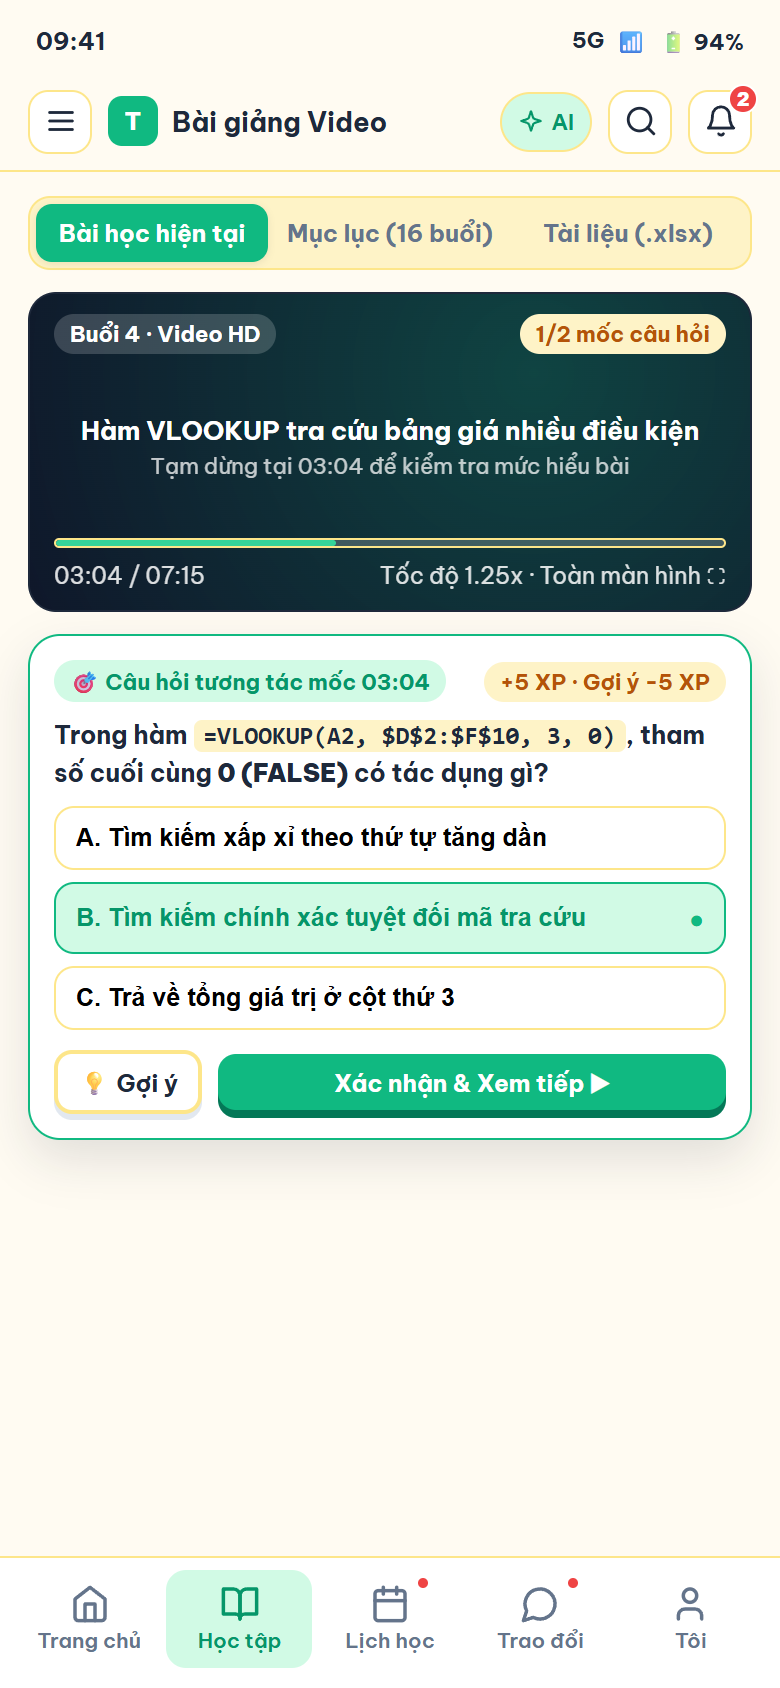 09:41
5G 94%
T Bài giảng Video
AI
2
Bài học hiện tại
Mục lục (16 buổi)
Tài liệu (.xlsx)
Buổi 4 · Video HD
1/2 mốc câu hỏi
Hàm VLOOKUP tra cứu bảng giá nhiều điều kiện
Tạm dừng tại 03:04 để kiểm tra mức hiểu bài
03:04 / 07:15
Tốc độ 1.25x · Toàn màn hình ⛶
🎯 Câu hỏi tương tác mốc 03:04
+5 XP · Gợi ý -5 XP
Trong hàm =VLOOKUP(A2, $D$2:$F$10, 3, 0), tham
số cuối cùng 0 (FALSE) có tác dụng gì?
A. Tìm kiếm xấp xỉ theo thứ tự tăng dần
B. Tìm kiếm chính xác tuyệt đối mã tra cứu
C. Trả về tổng giá trị ở cột thứ 3
💡 Gợi ý
Xác nhận & Xem tiếp ▶
Trang chủ
Học tập
Lịch học
Trao đổi
Tôi